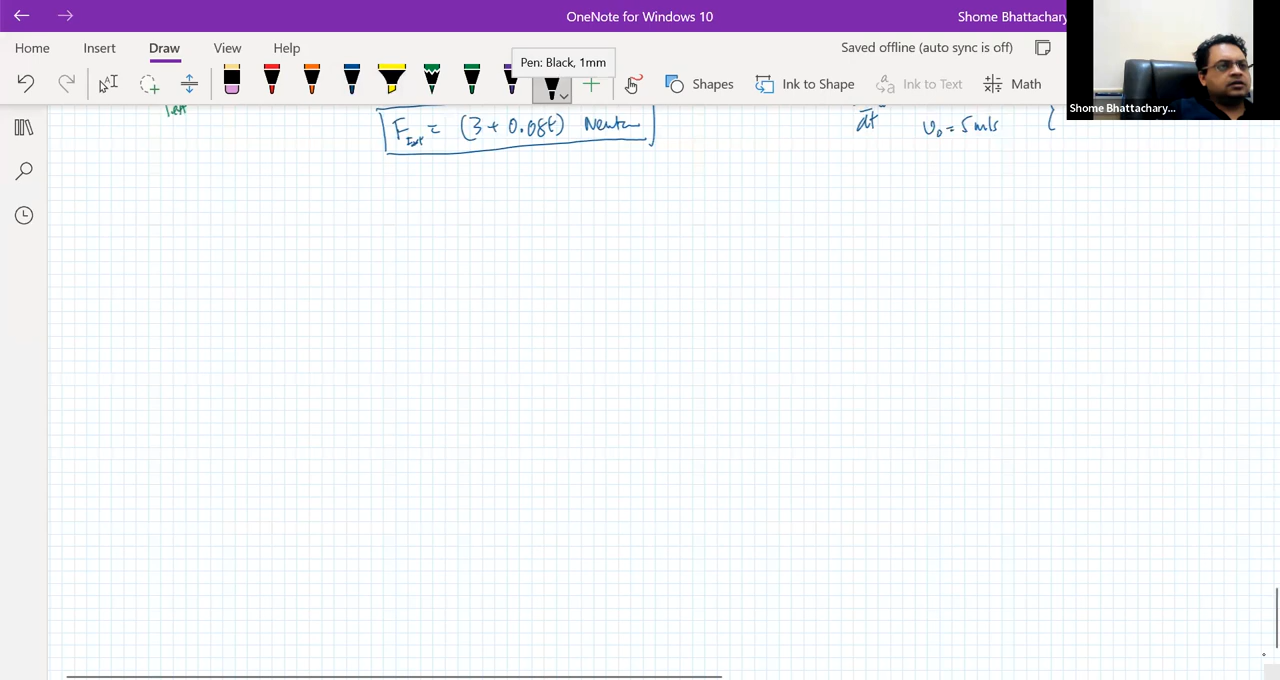 OneNote for Windows 10
Shome Bhattachary
Home Insert Draw View Help
Saved offline (auto sync is off)
Pen: Black, 1mm
Shapes Ink to Shape Ink to Text Math
Shome Bhattachary...
F = (3 + 0.08t) Newton
dt
v₀ = 5 m/s